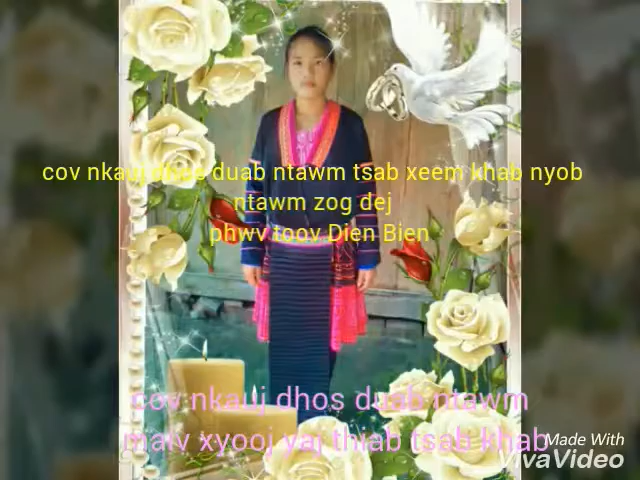 cov nkauj dhos duab ntawm tsab xeem khab nyob
ntawm zog dej
phwv toov Dien Bien
cov nkauj dhos duab ntawm
maiv xyooj yaj thiab tsab khab
Made With
VivaVideo